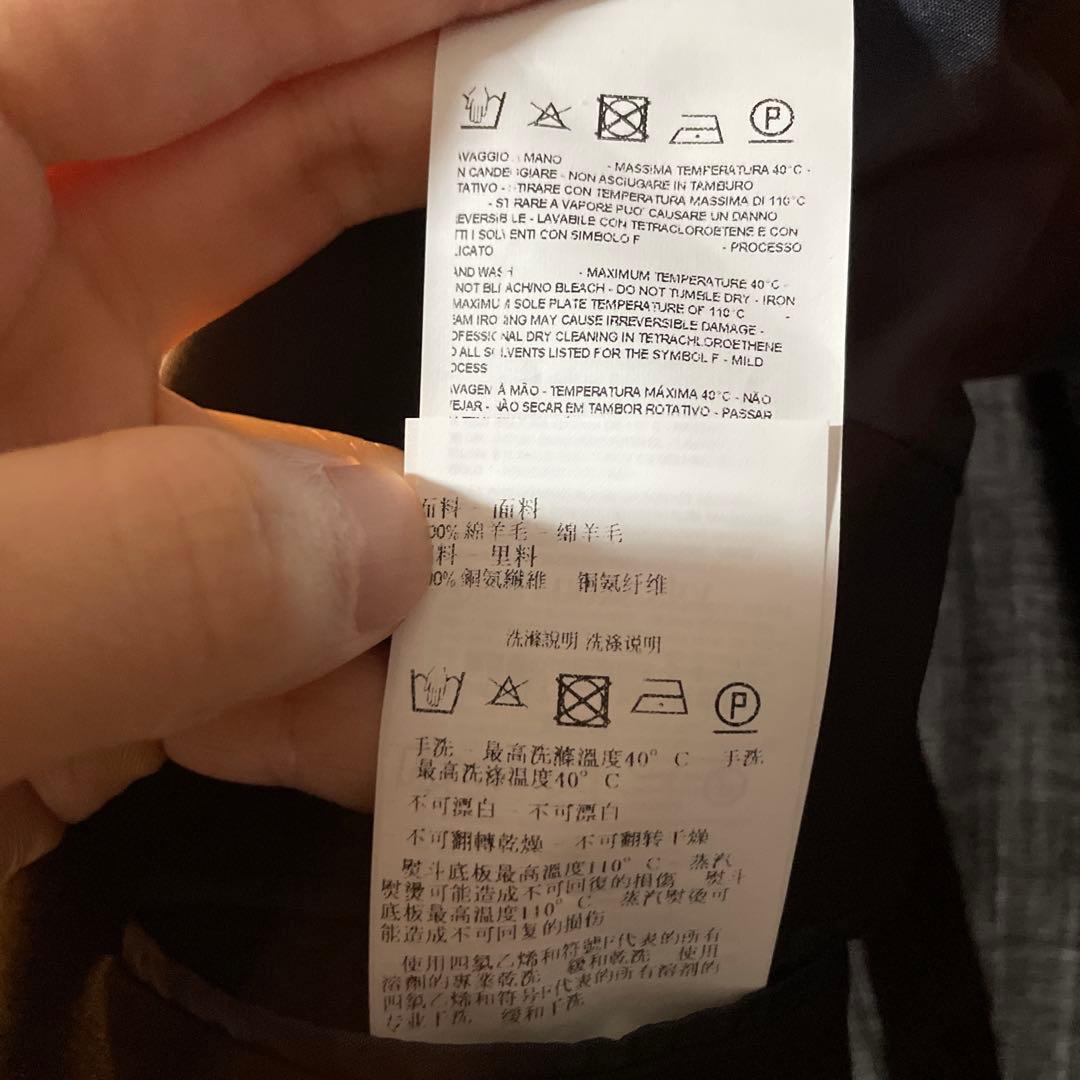 P
VAGGIO MANO - MASSIMA TEMPERATURA 40°C -
N CANDEGGIARE - NON ASCIUGARE IN TAMBURO
TATIVO - STIRARE CON TEMPERATURA MASSIMA DI 110°C
- STIRARE A VAPORE PUO' CAUSARE UN DANNO
EVERSIBILE - LAVABILE CON TETRACLOROETENE E CON
TTI I SOLVENTI CON SIMBOLO F - PROCESSO
ICATO
AND WASH - MAXIMUM TEMPERATURE 40°C -
NOT BLEACH/NO BLEACH - DO NOT TUMBLE DRY - IRON
MAXIMUM SOLE PLATE TEMPERATURE OF 110°C -
EAM IRONING MAY CAUSE IRREVERSIBLE DAMAGE -
OFESSIONAL DRY CLEANING IN TETRACHLOROETHENE
D ALL SOLVENTS LISTED FOR THE SYMBOL F - MILD
OCESS
VAGEM À MÃO - TEMPERATURA MÁXIMA 40°C - NÃO
EJAR - NÃO SECAR EM TAMBOR ROTATIVO - PASSAR
面料 - 面料
00% 綿羊毛 - 绵羊毛
料 - 里料
00% 銅氨纖維 铜氨纤维
洗滌說明 洗涤说明
P
手洗 - 最高洗滌溫度40° C - 手洗
最高洗涤温度40° C
不可漂白 - 不可漂白
不可翻轉乾燥 - 不可翻转干燥
熨斗底板最高溫度110° C - 蒸汽
熨燙可能造成不可回復的損傷 熨斗
底板最高温度110° C - 蒸汽熨烫可
能造成不可回复的损伤
使用四氯乙烯和符號F代表的所有
溶劑的專業乾洗 緩和乾洗 使用
四氯乙烯和符号F代表的所有溶剂的
专业干洗 缓和干洗